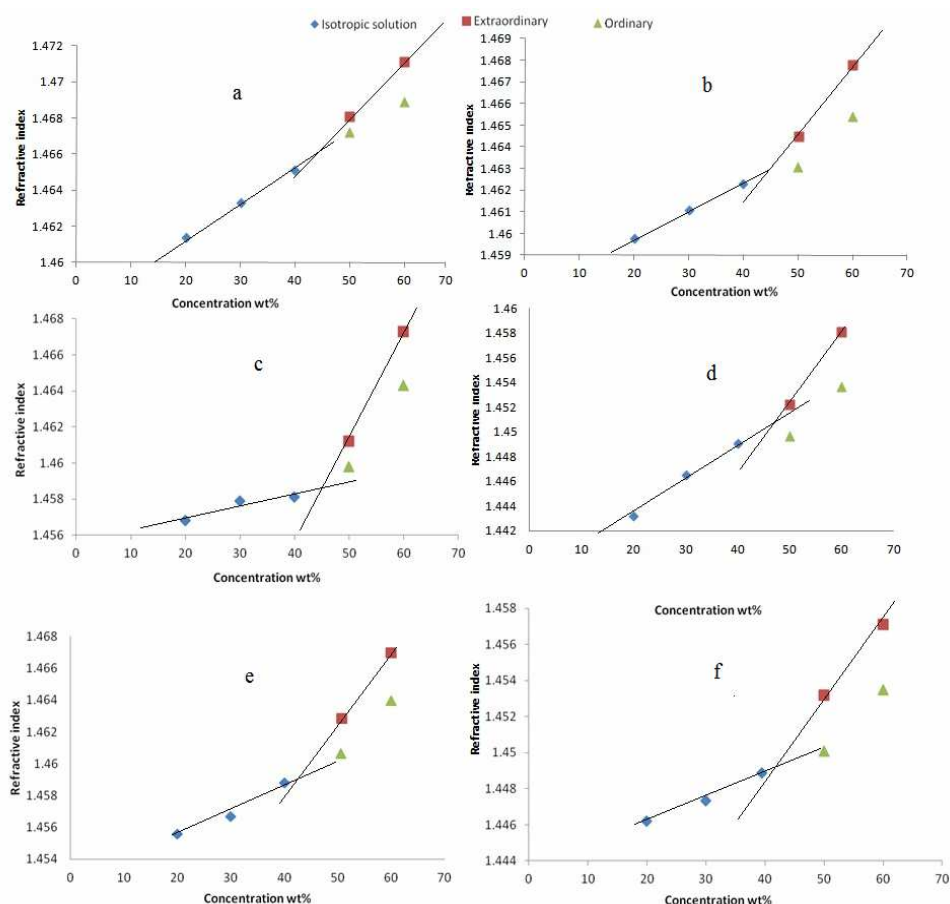 Isotropic solution Extraordinary Ordinary
1.472
1.47
1.468
1.466
1.464
1.462
1.46
Refractive index
a
0 10 20 30 40 50 60 70
Concentration wt%
1.469
1.468
1.467
1.466
1.465
1.464
1.463
1.462
1.461
1.46
1.459
Refractive index
b
0 10 20 30 40 50 60 70
Concentration wt%
1.468
1.466
1.464
1.462
1.46
1.458
1.456
Refractive index
c
0 10 20 30 40 50 60 70
Concentration wt%
1.46
1.458
1.456
1.454
1.452
1.45
1.448
1.446
1.444
1.442
Refractive index
d
0 10 20 30 40 50 60 70
Concentration wt%
1.468
1.466
1.464
1.462
1.46
1.458
1.456
1.454
Refractive index
e
0 10 20 30 40 50 60 70
Concentration wt%
1.458
1.456
1.454
1.452
1.45
1.448
1.446
1.444
Refractive index
f
0 10 20 30 40 50 60 70
Concentration wt%